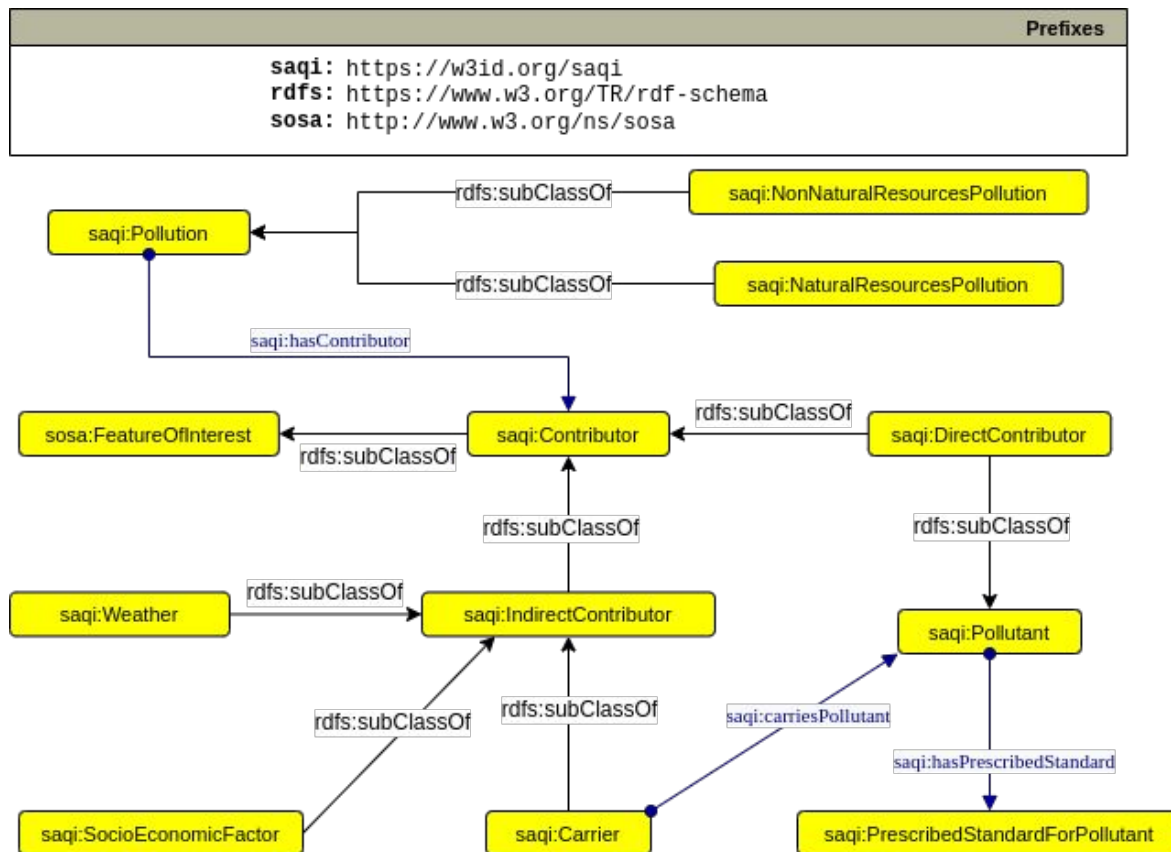 Prefixes
saqi: https://w3id.org/saqi
rdfs: https://www.w3.org/TR/rdf-schema
sosa: http://www.w3.org/ns/sosa
rdfs:subClassOf
saqi:NonNaturalResourcesPollution
saqi:Pollution
rdfs:subClassOf
saqi:NaturalResourcesPollution
saqi:hasContributor
rdfs:subClassOf
sosa:FeatureOfInterest
saqi:Contributor
saqi:DirectContributor
rdfs:subClassOf
rdfs:subClassOf
rdfs:subClassOf
rdfs:subClassOf
saqi:Weather
saqi:IndirectContributor
saqi:Pollutant
rdfs:subClassOf
rdfs:subClassOf
saqi:carriesPollutant
saqi:hasPrescribedStandard
saqi:SocioEconomicFactor
saqi:Carrier
saqi:PrescribedStandardForPollutant